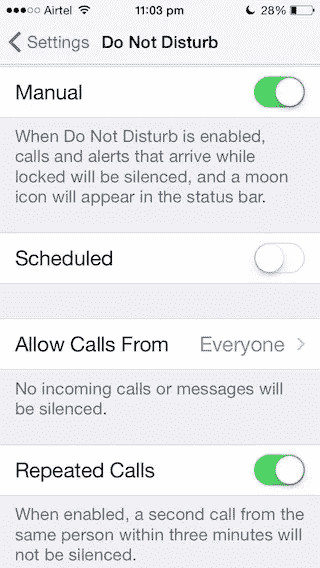 Airtel 11:03 pm 28%
Settings Do Not Disturb
Manual
When Do Not Disturb is enabled,
calls and alerts that arrive while
locked will be silenced, and a moon
icon will appear in the status bar.
Scheduled
Allow Calls From Everyone
No incoming calls or messages will
be silenced.
Repeated Calls
When enabled, a second call from the
same person within three minutes will
not be silenced.